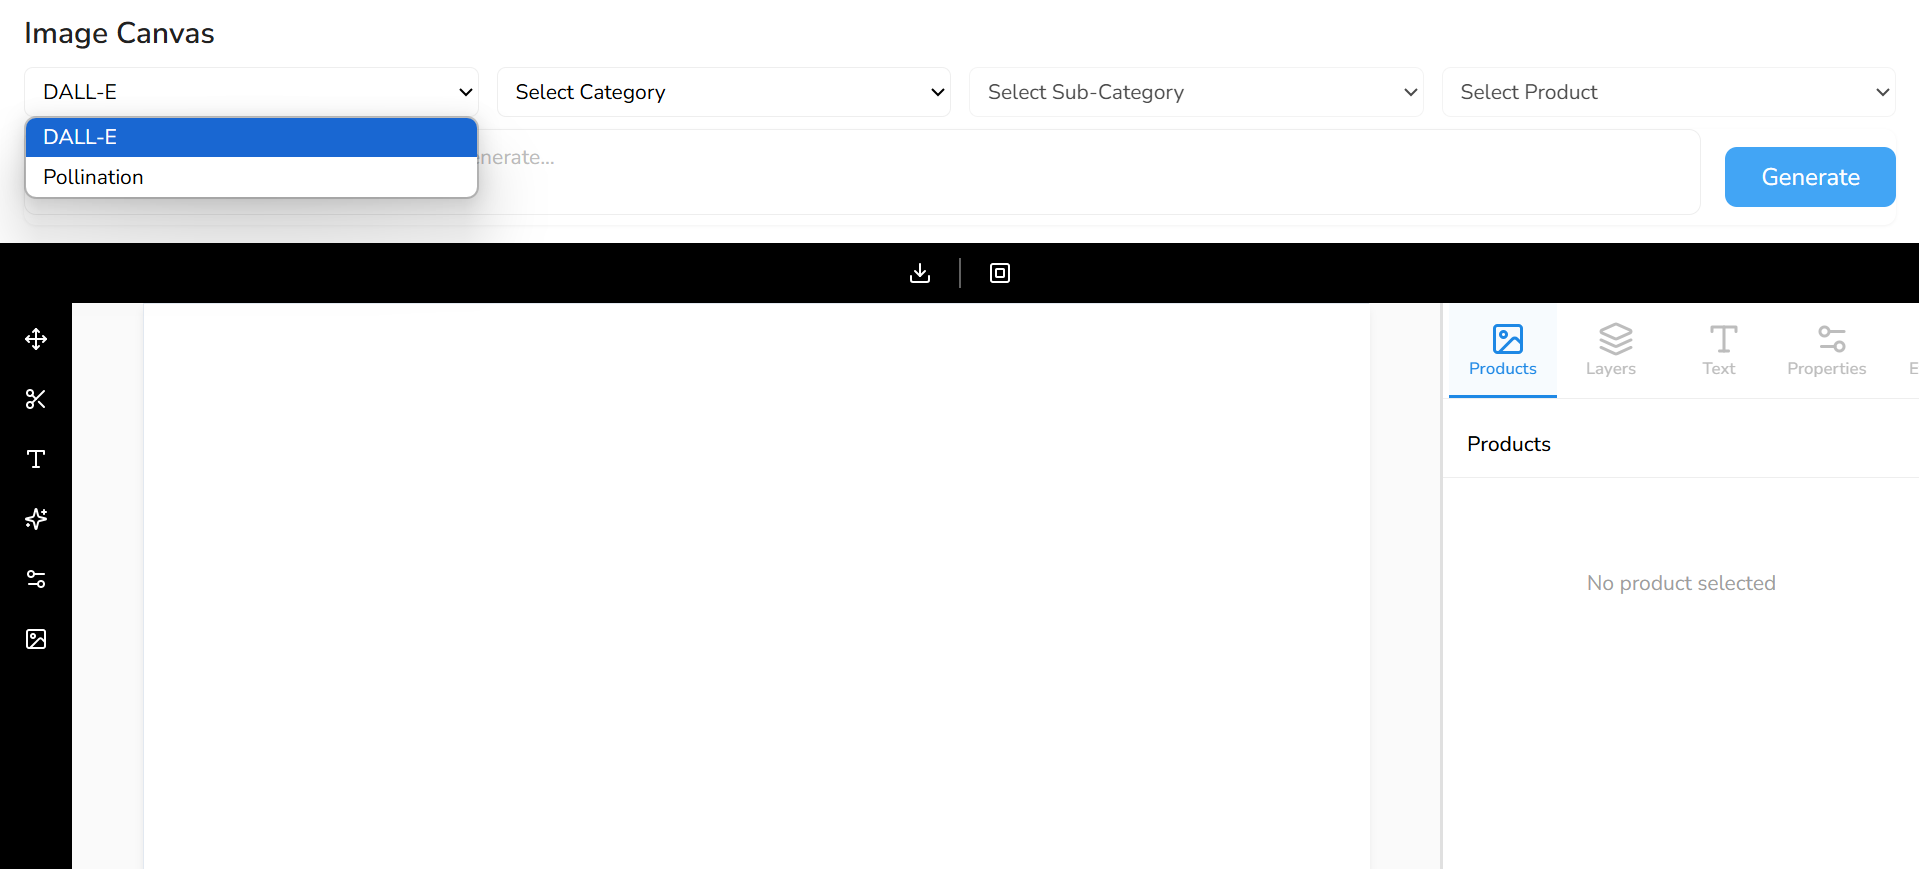 Image Canvas
DALL-E
Select Category
Select Sub-Category
Select Product
DALL-E
Pollination
Generate
Products
Layers
Text
Properties
Products
No product selected